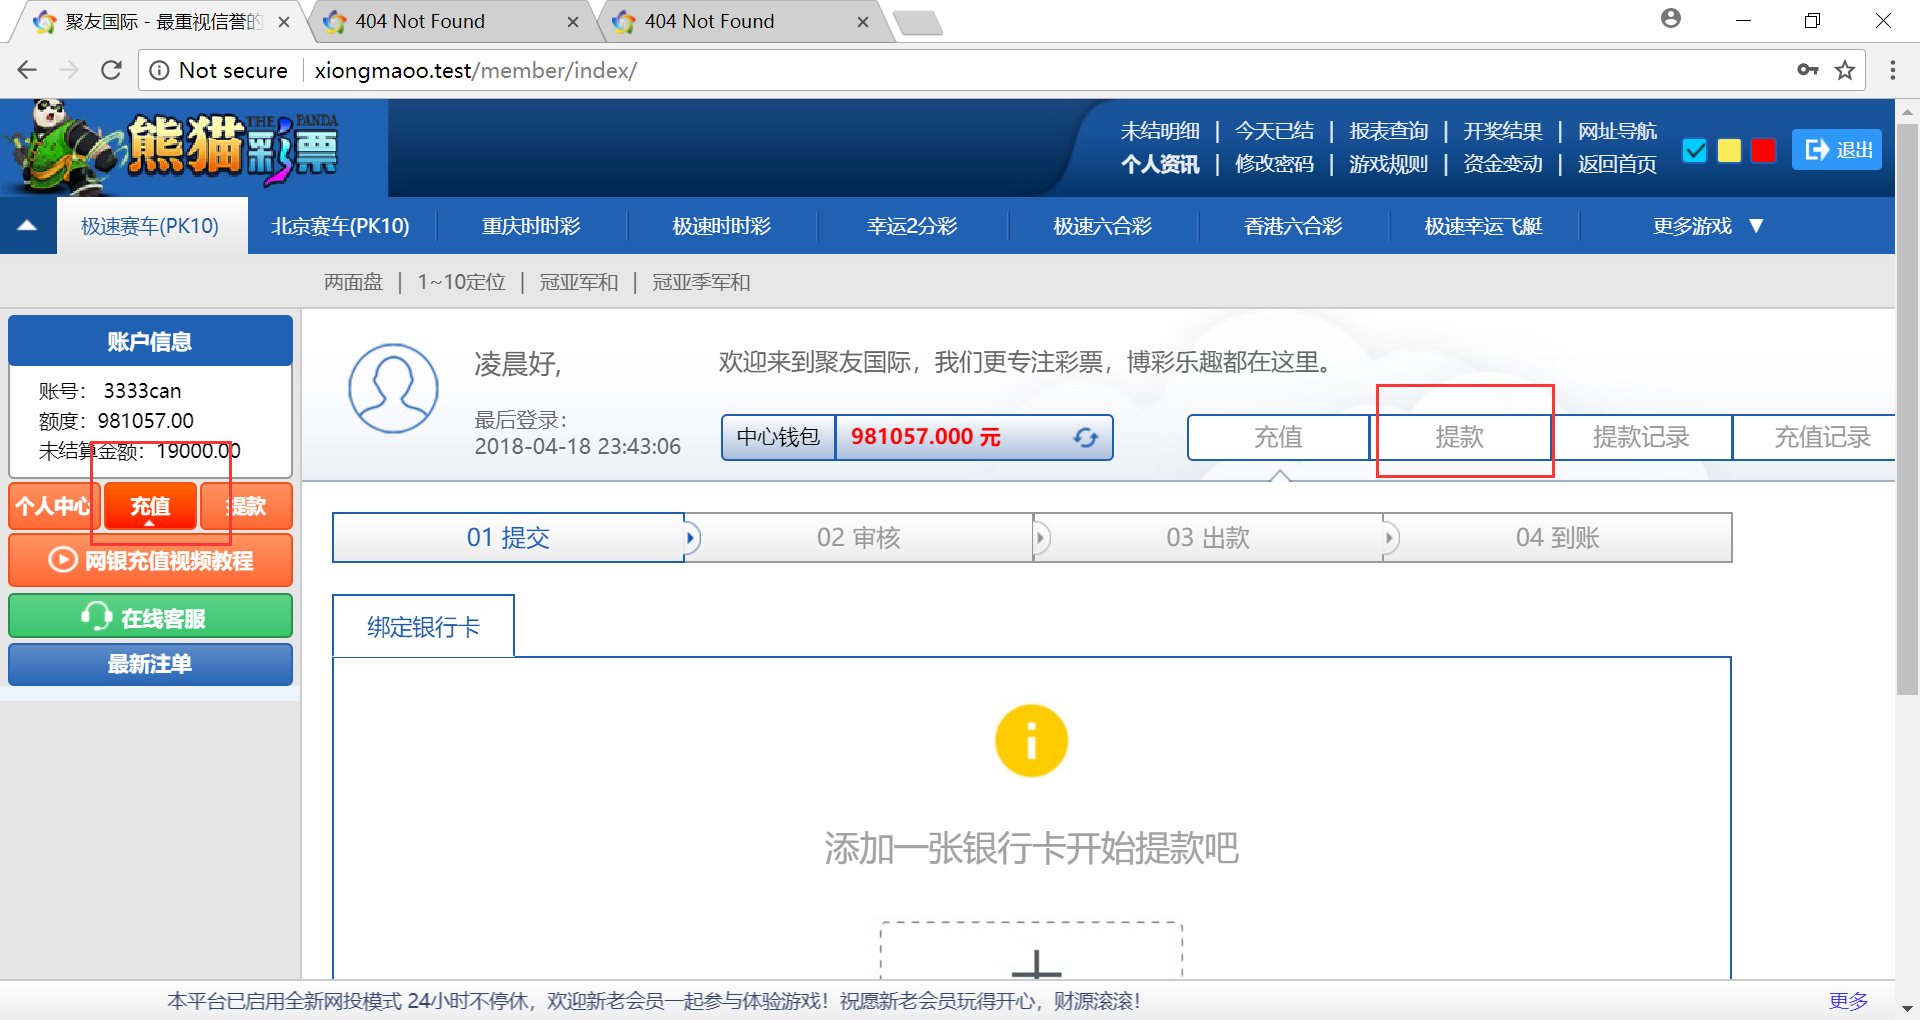 聚友国际 - 最重视信誉的
404 Not Found
404 Not Found
Not secure
xiongmaoo.test/member/index/
THE PANDA
熊猫彩票
未结明细 | 今天已结 | 报表查询 | 开奖结果 | 网址导航
个人资讯 | 修改密码 | 游戏规则 | 资金变动 | 返回首页
退出
极速赛车(PK10)
北京赛车(PK10)
重庆时时彩
极速时时彩
幸运2分彩
极速六合彩
香港六合彩
极速幸运飞艇
更多游戏 ▼
两面盘 | 1~10定位 | 冠亚军和 | 冠亚季军和
账户信息
账号： 3333can
额度：981057.00
未结算金额：19000.00
个人中心
充值
提款
网银充值视频教程
在线客服
最新注单
凌晨好,
最后登录：
2018-04-18 23:43:06
欢迎来到聚友国际，我们更专注彩票，博彩乐趣都在这里。
中心钱包
981057.000 元
充值
提款
提款记录
充值记录
01 提交
02 审核
03 出款
04 到账
绑定银行卡
添加一张银行卡开始提款吧
本平台已启用全新网投模式 24小时不停休，欢迎新老会员一起参与体验游戏！祝愿新老会员玩得开心，财源滚滚！
更多